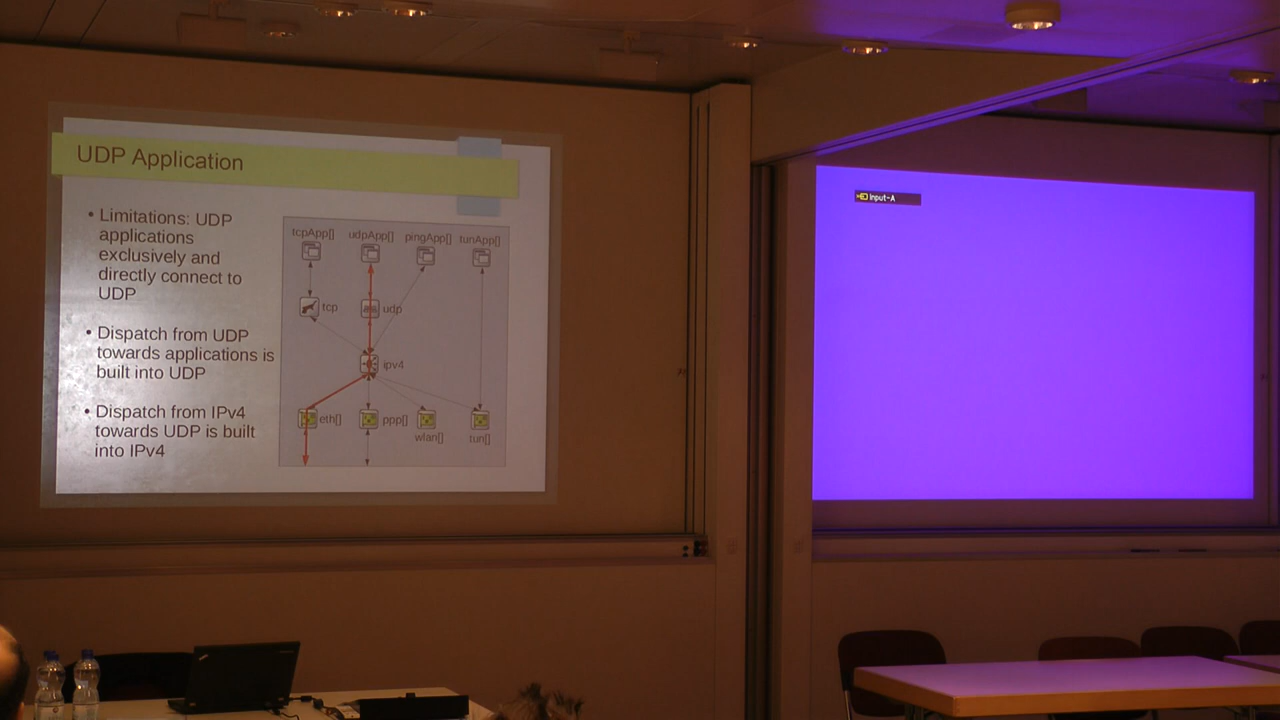 UDP Application
• Limitations: UDP
applications
exclusively and
directly connect to
UDP
• Dispatch from UDP
towards applications is
built into UDP
• Dispatch from IPv4
towards UDP is built
into IPv4
tcpApp[] udpApp[] pingApp[] tunApp[]
tcp udp
ipv4
eth[] ppp[]
wlan[] tun[]
Input-A